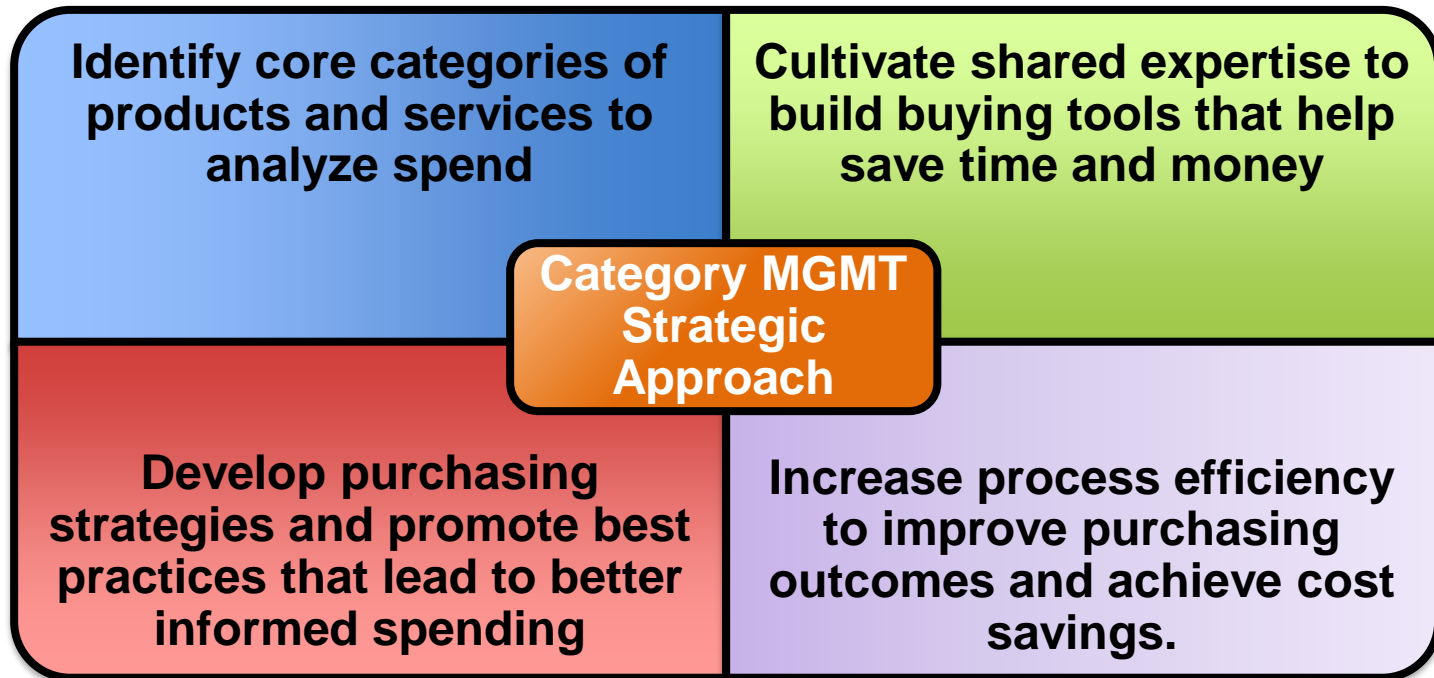 Identify core categories of
products and services to
analyze spend
Cultivate shared expertise to
build buying tools that help
save time and money
Category MGMT
Strategic
Approach
Develop purchasing
strategies and promote best
practices that lead to better
informed spending
Increase process efficiency
to improve purchasing
outcomes and achieve cost
savings.